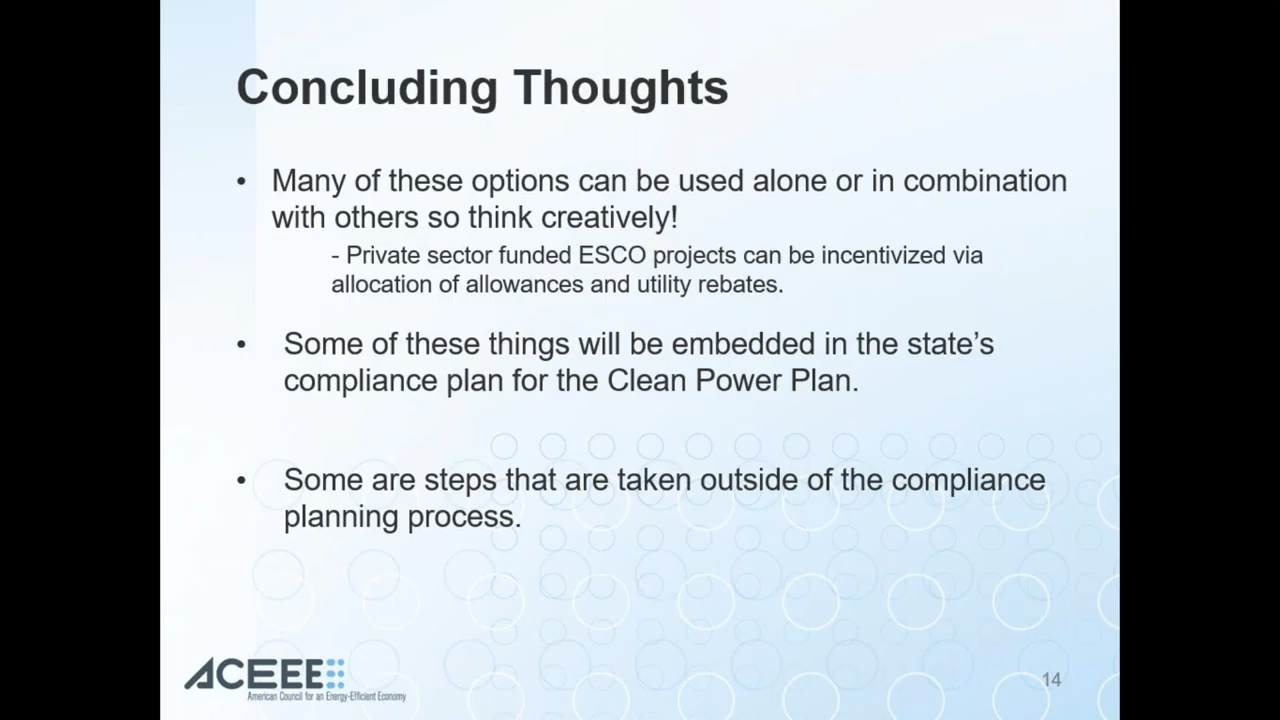 Concluding Thoughts
• Many of these options can be used alone or in combination
with others so think creatively!
- Private sector funded ESCO projects can be incentivized via
allocation of allowances and utility rebates.
• Some of these things will be embedded in the state’s
compliance plan for the Clean Power Plan.
• Some are steps that are taken outside of the compliance
planning process.
ACEEE
American Council for an Energy-Efficient Economy
14